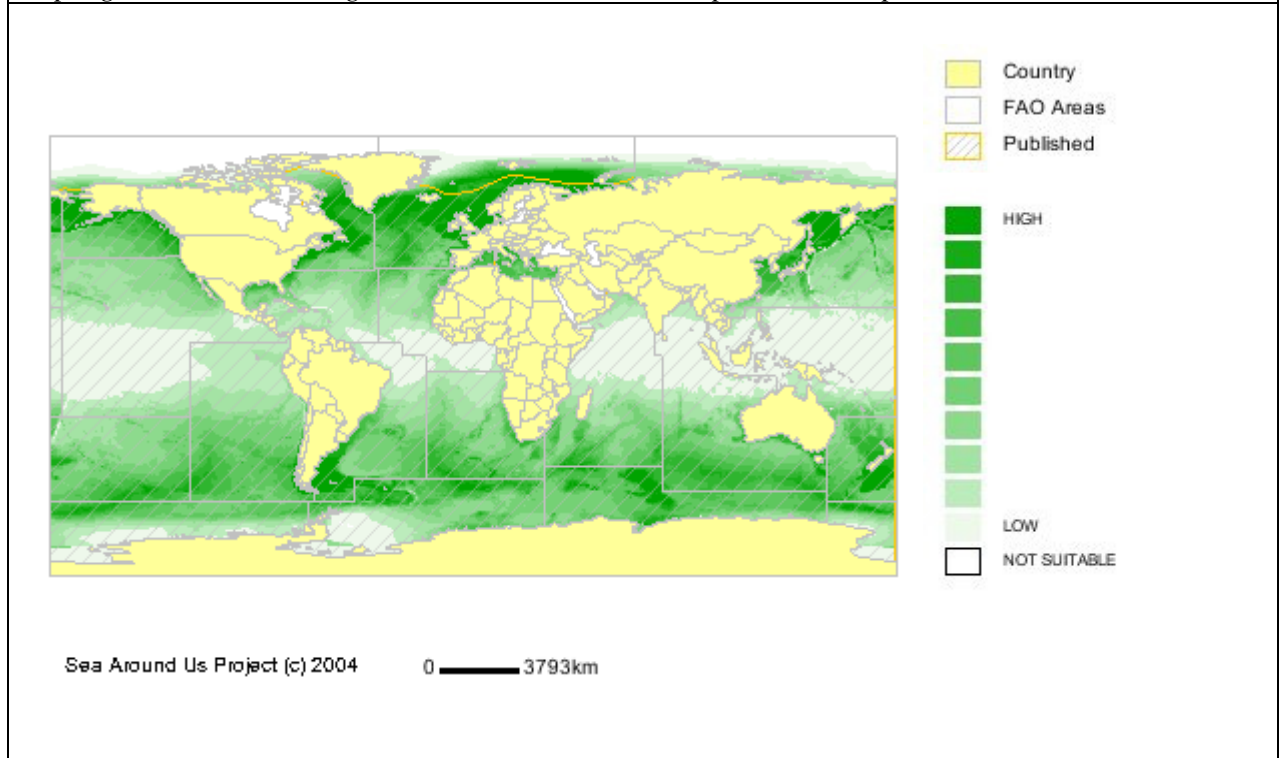 Country
FAO Areas
Published
HIGH
LOW
NOT SUITABLE
Sea Around Us Project (c) 2004
0 3793km